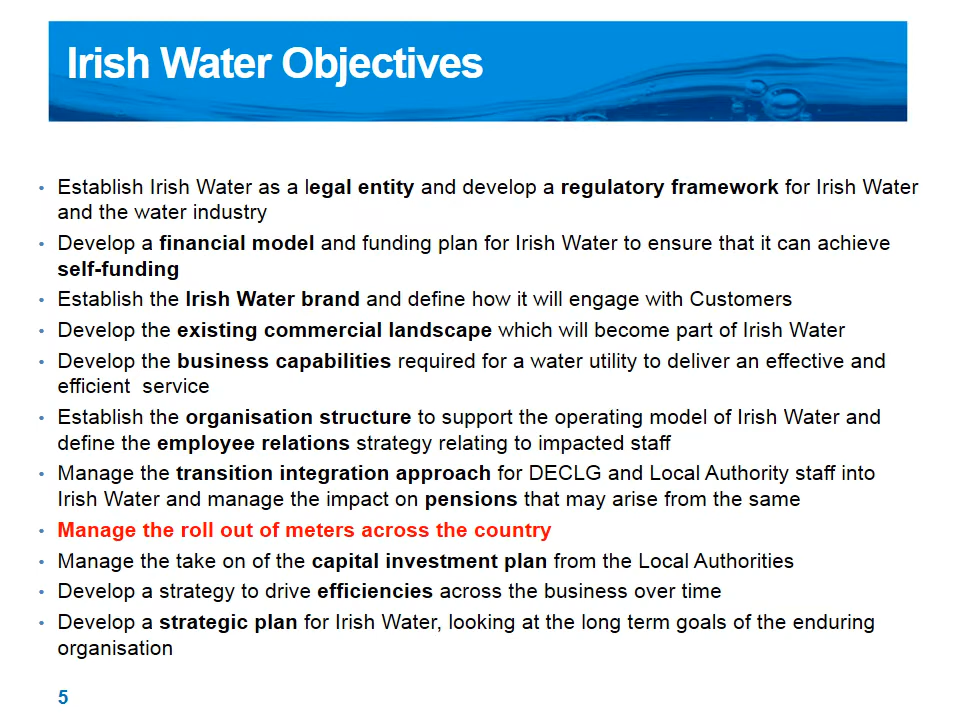 Irish Water Objectives
• Establish Irish Water as a legal entity and develop a regulatory framework for Irish Water
and the water industry
• Develop a financial model and funding plan for Irish Water to ensure that it can achieve
self-funding
• Establish the Irish Water brand and define how it will engage with Customers
• Develop the existing commercial landscape which will become part of Irish Water
• Develop the business capabilities required for a water utility to deliver an effective and
efficient  service
• Establish the organisation structure to support the operating model of Irish Water and
define the employee relations strategy relating to impacted staff
• Manage the transition integration approach for DECLG and Local Authority staff into
Irish Water and manage the impact on pensions that may arise from the same
• Manage the roll out of meters across the country
• Manage the take on of the capital investment plan from the Local Authorities
• Develop a strategy to drive efficiencies across the business over time
• Develop a strategic plan for Irish Water, looking at the long term goals of the enduring
organisation
5